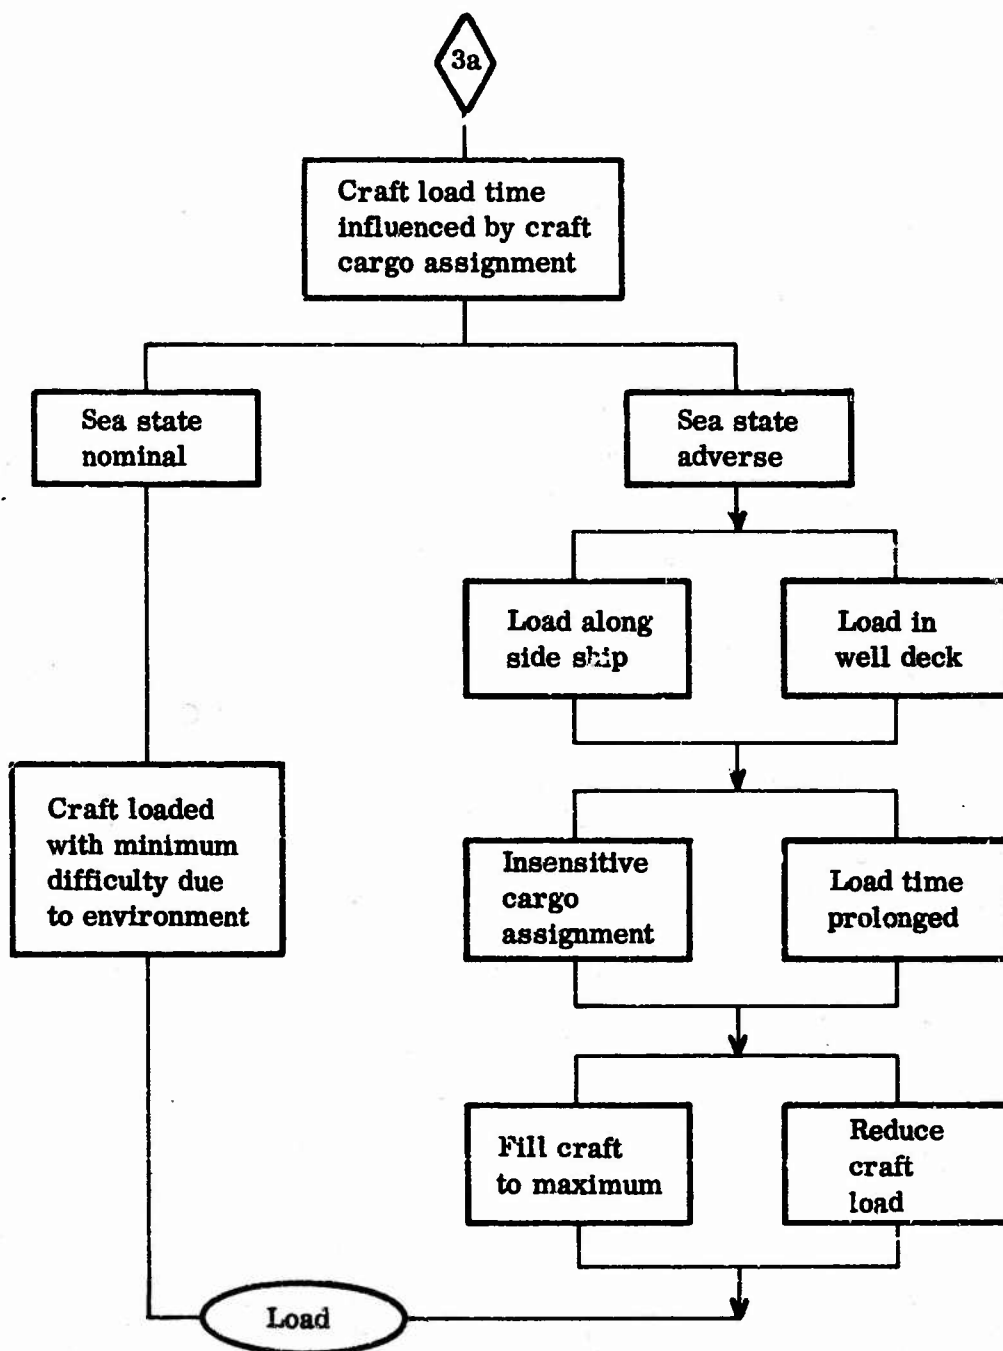 3a
Craft load time
influenced by craft
cargo assignment
Sea state
nominal
Sea state
adverse
Load along
side ship
Load in
well deck
Craft loaded
with minimum
difficulty due
to environment
Insensitive
cargo
assignment
Load time
prolonged
Fill craft
to maximum
Reduce
craft
load
Load